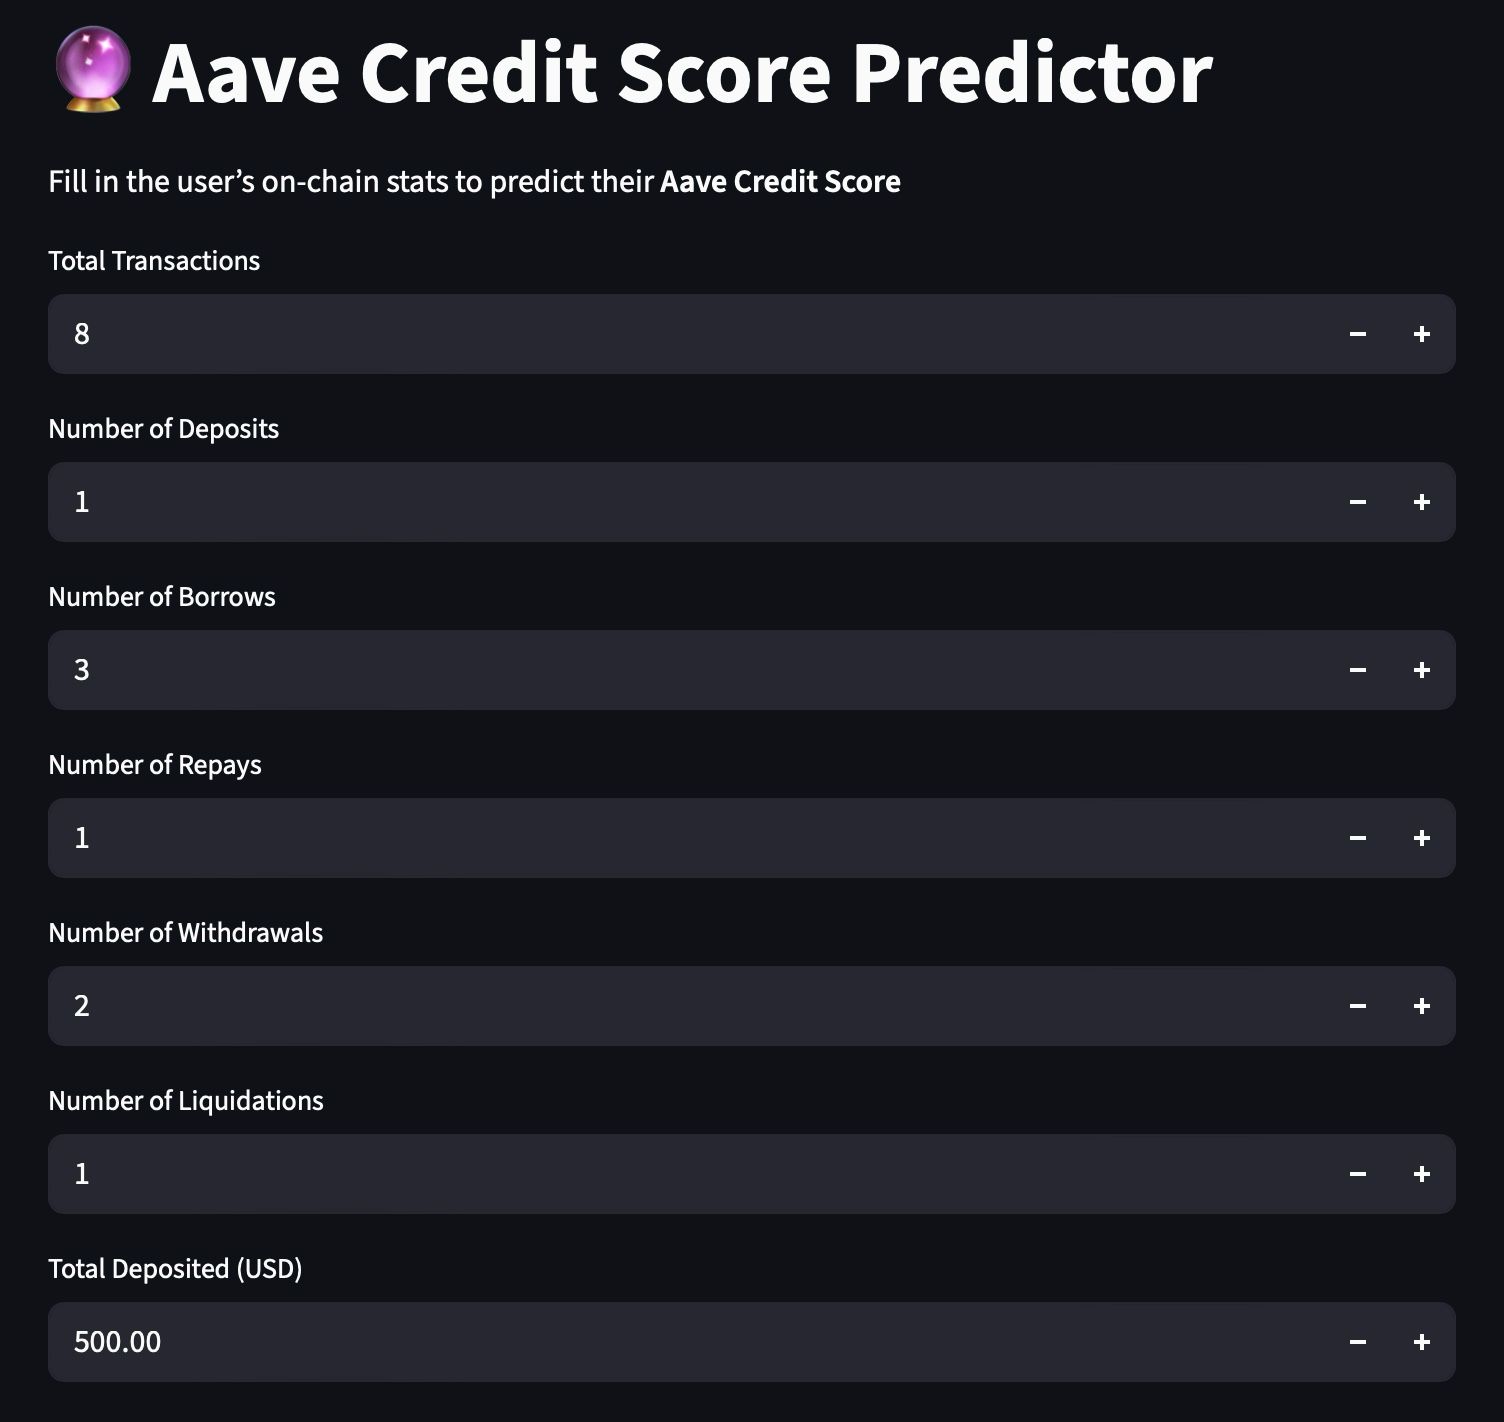 Aave Credit Score Predictor
Fill in the user’s on-chain stats to predict their Aave Credit Score
Total Transactions
8 − +
Number of Deposits
1 − +
Number of Borrows
3 − +
Number of Repays
1 − +
Number of Withdrawals
2 − +
Number of Liquidations
1 − +
Total Deposited (USD)
500.00 − +